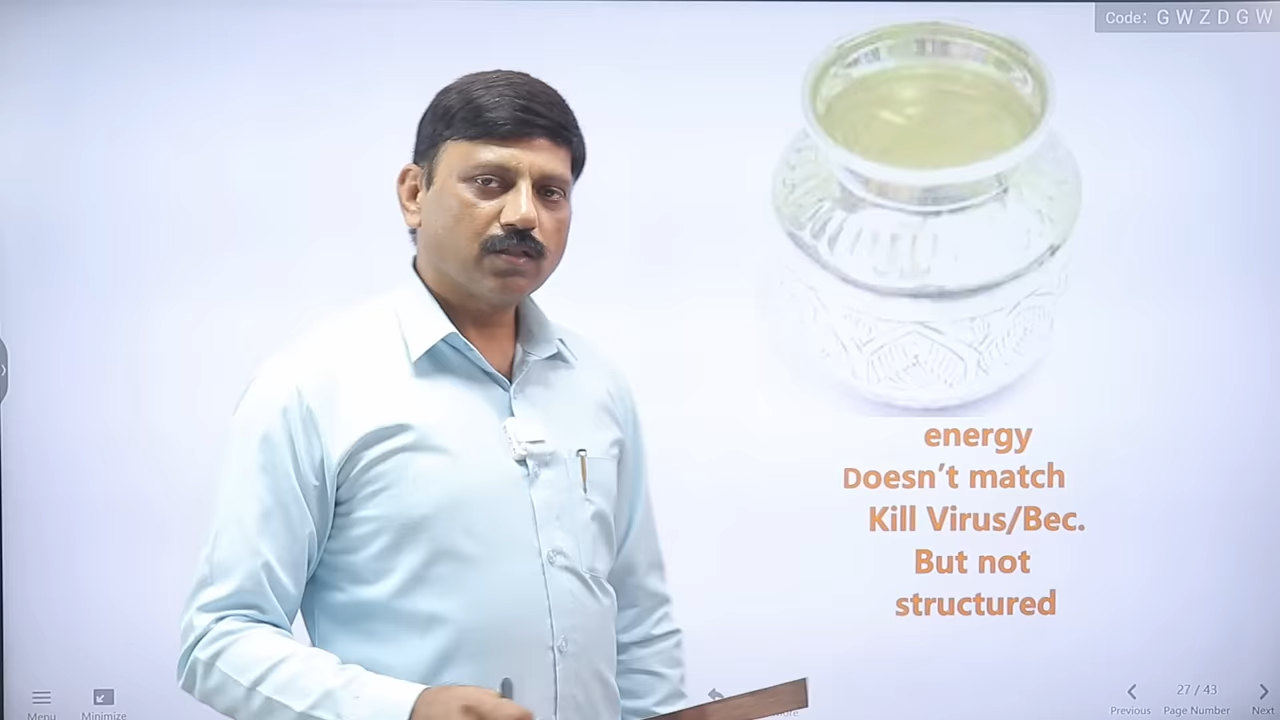 Code: G W Z D G W
energy
Doesn't match
Kill Virus/Bec.
But not
structured
Menu
Minimize
27 / 43
Previous
Page Number
Next